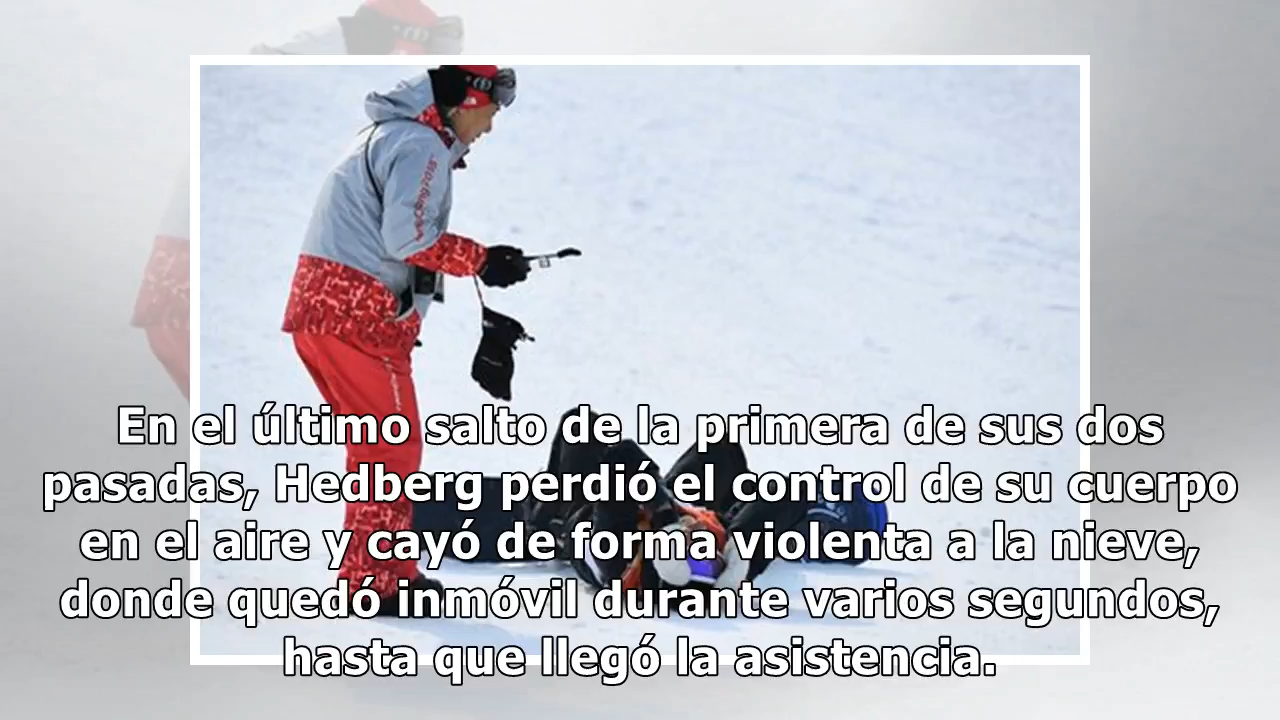 PyeongChang 2018
En el último salto de la primera de sus dos
pasadas, Hedberg perdió el control de su cuerpo
en el aire y cayó de forma violenta a la nieve,
donde quedó inmóvil durante varios segundos,
hasta que llegó la asistencia.